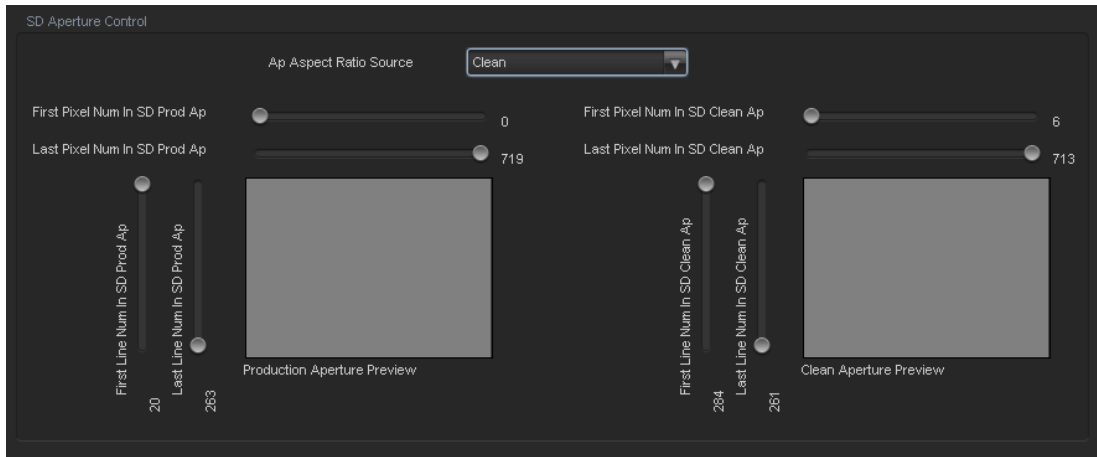 SD Aperture Control
Ap Aspect Ratio Source
Clean
First Pixel Num In SD Prod Ap
0
Last Pixel Num In SD Prod Ap
719
First Line Num In SD Prod Ap
20
Last Line Num In SD Prod Ap
263
Production Aperture Preview
First Pixel Num In SD Clean Ap
6
Last Pixel Num In SD Clean Ap
713
First Line Num In SD Clean Ap
284
Last Line Num In SD Clean Ap
261
Clean Aperture Preview